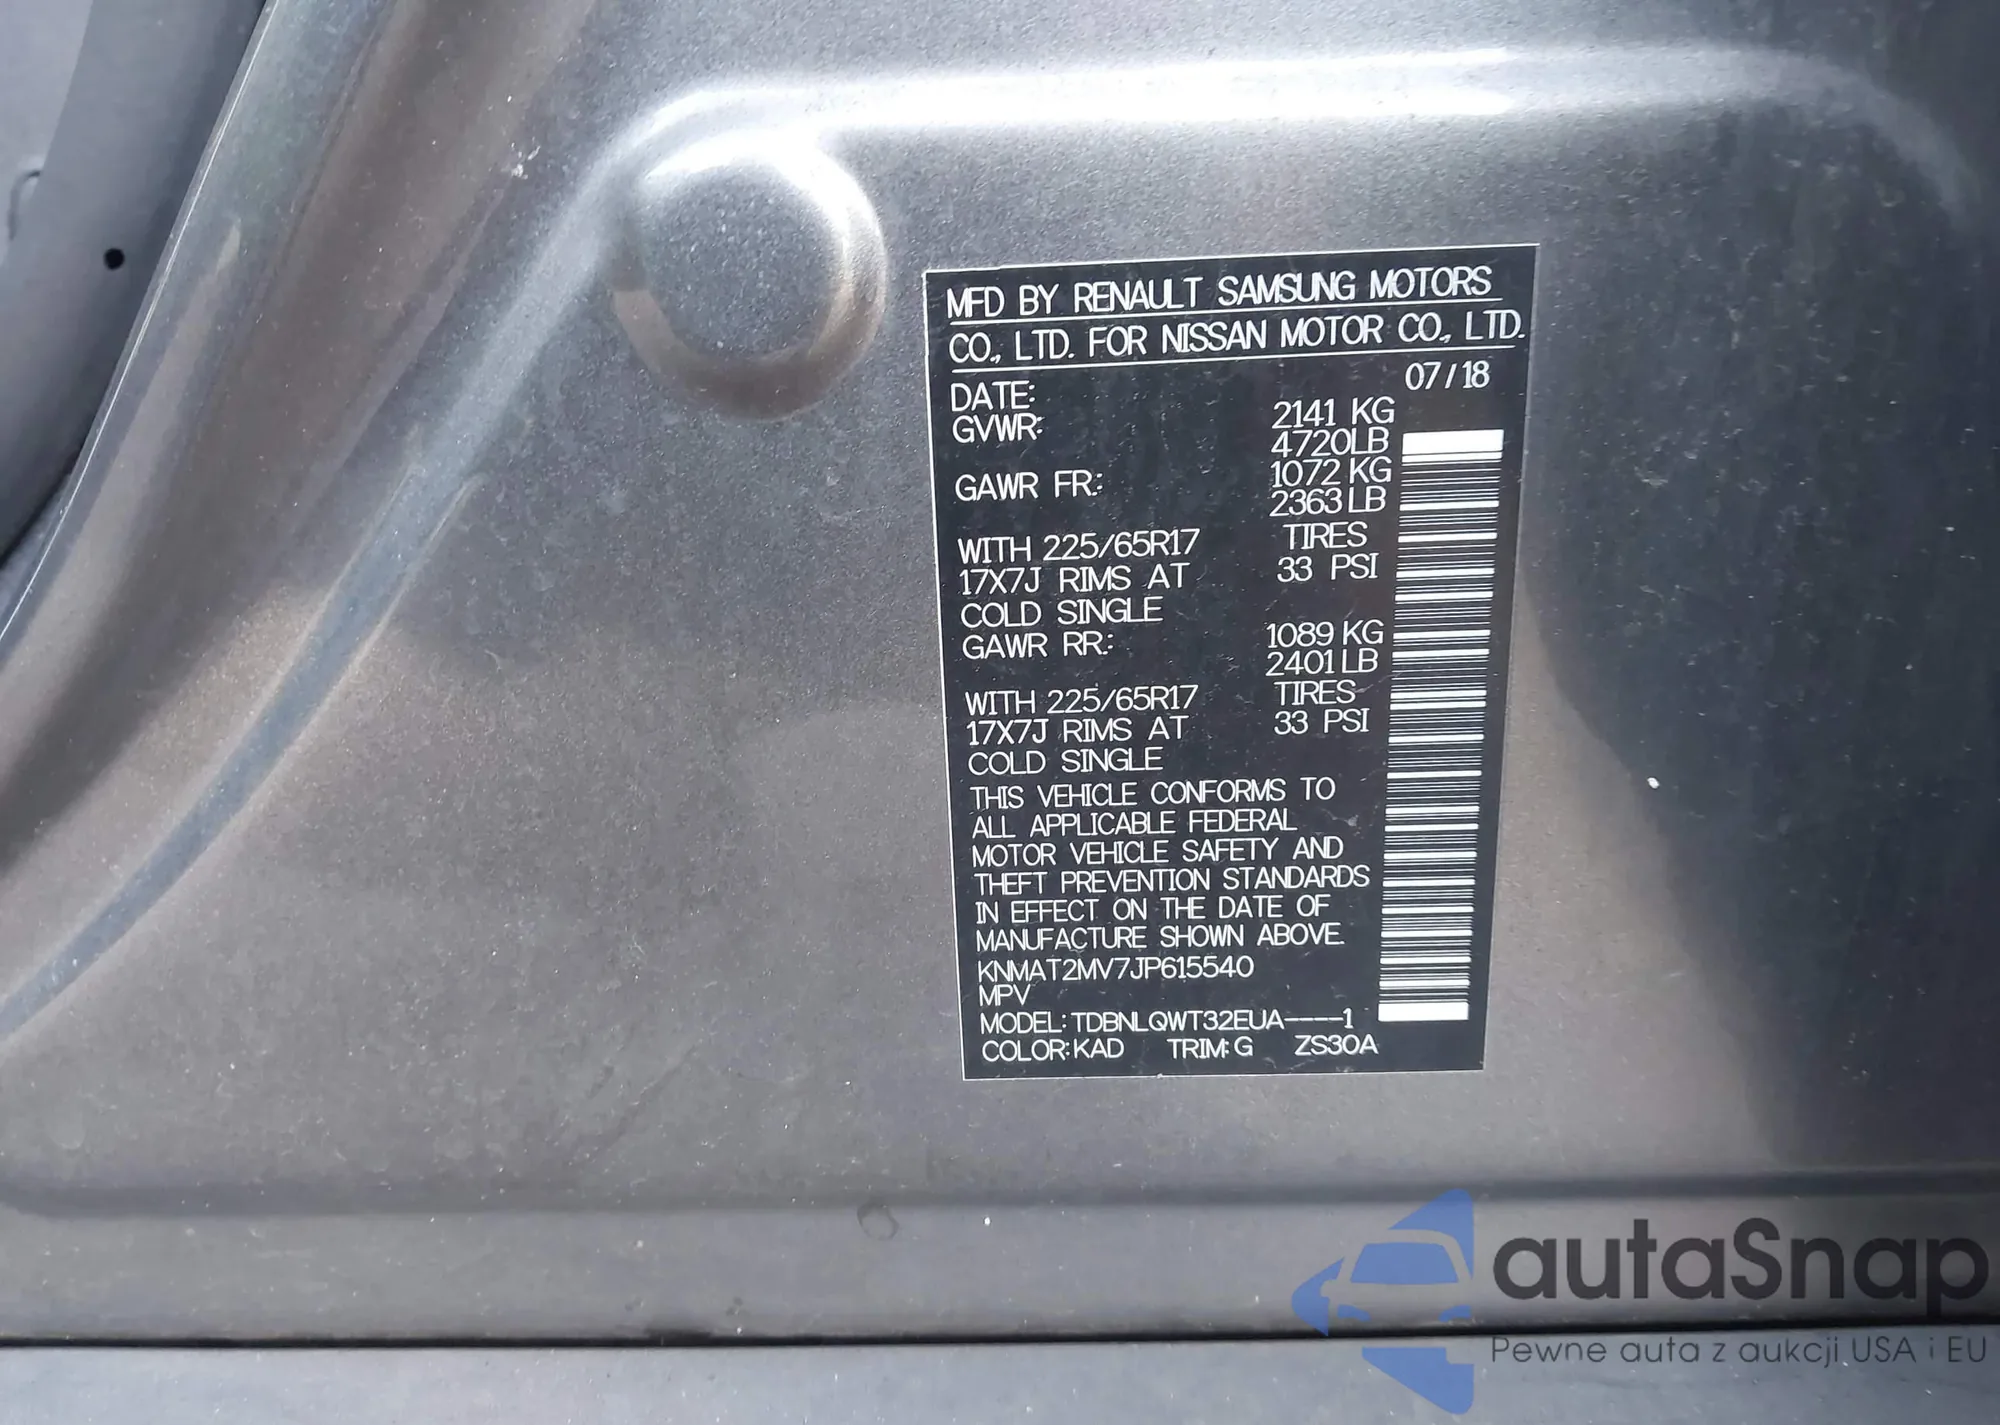 MFD BY RENAULT SAMSUNG MOTORS
CO., LTD. FOR NISSAN MOTOR CO., LTD.
DATE: 07/18
GVWR: 2141 KG
4720LB
GAWR FR.: 1072 KG
2363LB
WITH 225/65R17 TIRES
17X7J RIMS AT 33 PSI
COLD SINGLE
GAWR RR.: 1089 KG
2401LB
WITH 225/65R17 TIRES
17X7J RIMS AT 33 PSI
COLD SINGLE
THIS VEHICLE CONFORMS TO
ALL APPLICABLE FEDERAL
MOTOR VEHICLE SAFETY AND
THEFT PREVENTION STANDARDS
IN EFFECT ON THE DATE OF
MANUFACTURE SHOWN ABOVE.
KNMAT2MV7JP615540
MPV
MODEL: TDBNLQWT32EUA----1
COLOR: KAD TRIM: G ZS30A
autaSnap
Pewne auta z aukcji USA i EU